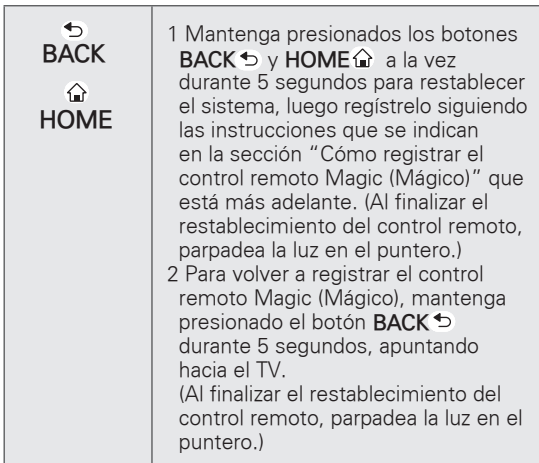 BACK
HOME
1 Mantenga presionados los botones
BACK y HOME a la vez
durante 5 segundos para restablecer
el sistema, luego regístrelo siguiendo
las instrucciones que se indican
en la sección “Cómo registrar el
control remoto Magic (Mágico)” que
está más adelante. (Al finalizar el
restablecimiento del control remoto,
parpadea la luz en el puntero.)
2 Para volver a registrar el control
remoto Magic (Mágico), mantenga
presionado el botón BACK
durante 5 segundos, apuntando
hacia el TV.
(Al finalizar el restablecimiento del
control remoto, parpadea la luz en el
puntero.)